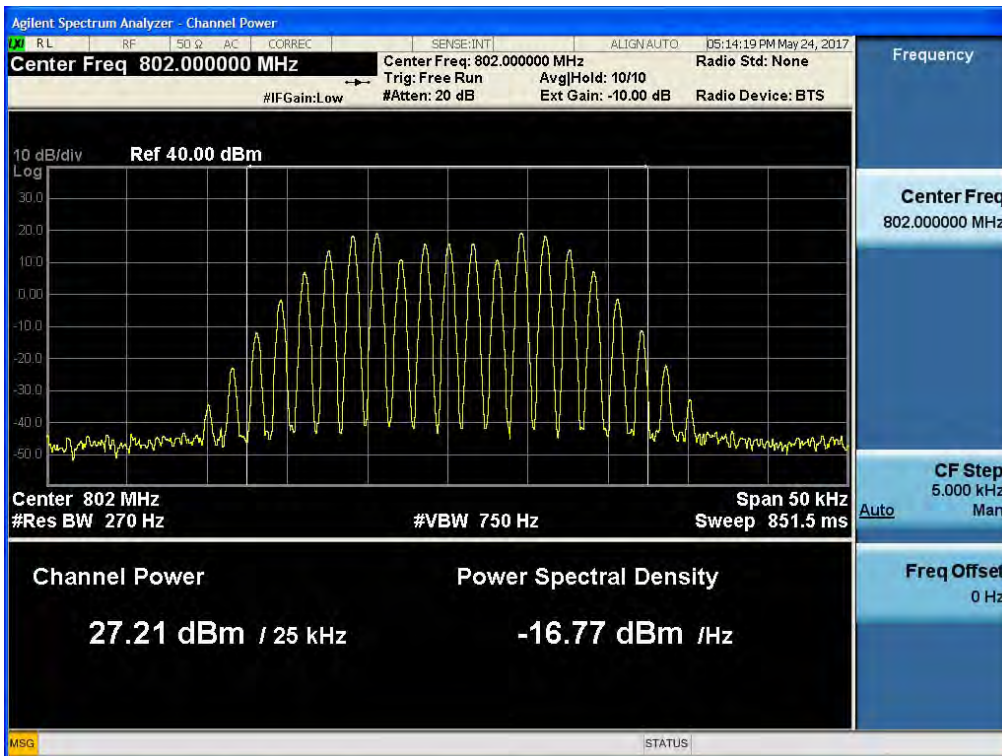 Agilent Spectrum Analyzer - Channel Power
LXI RL RF 50 Ω AC CORREC SENSE:INT ALIGN AUTO 05:14:19 PM May 24, 2017
Center Freq 802.000000 MHz
Center Freq: 802.000000 MHz Radio Std: None
Trig: Free Run Avg|Hold: 10/10
#IFGain:Low #Atten: 20 dB Ext Gain: -10.00 dB Radio Device: BTS
10 dB/div Ref 40.00 dBm
Log
30.0
20.0
10.0
0.00
-10.0
-20.0
-30.0
-40.0
-50.0
Center 802 MHz Span 50 kHz
#Res BW 270 Hz #VBW 750 Hz Sweep 851.5 ms
Channel Power Power Spectral Density
27.21 dBm / 25 kHz -16.77 dBm /Hz
MSG STATUS
Frequency
Center Freq
802.000000 MHz
CF Step
5.000 kHz
Auto Man
Freq Offset
0 Hz